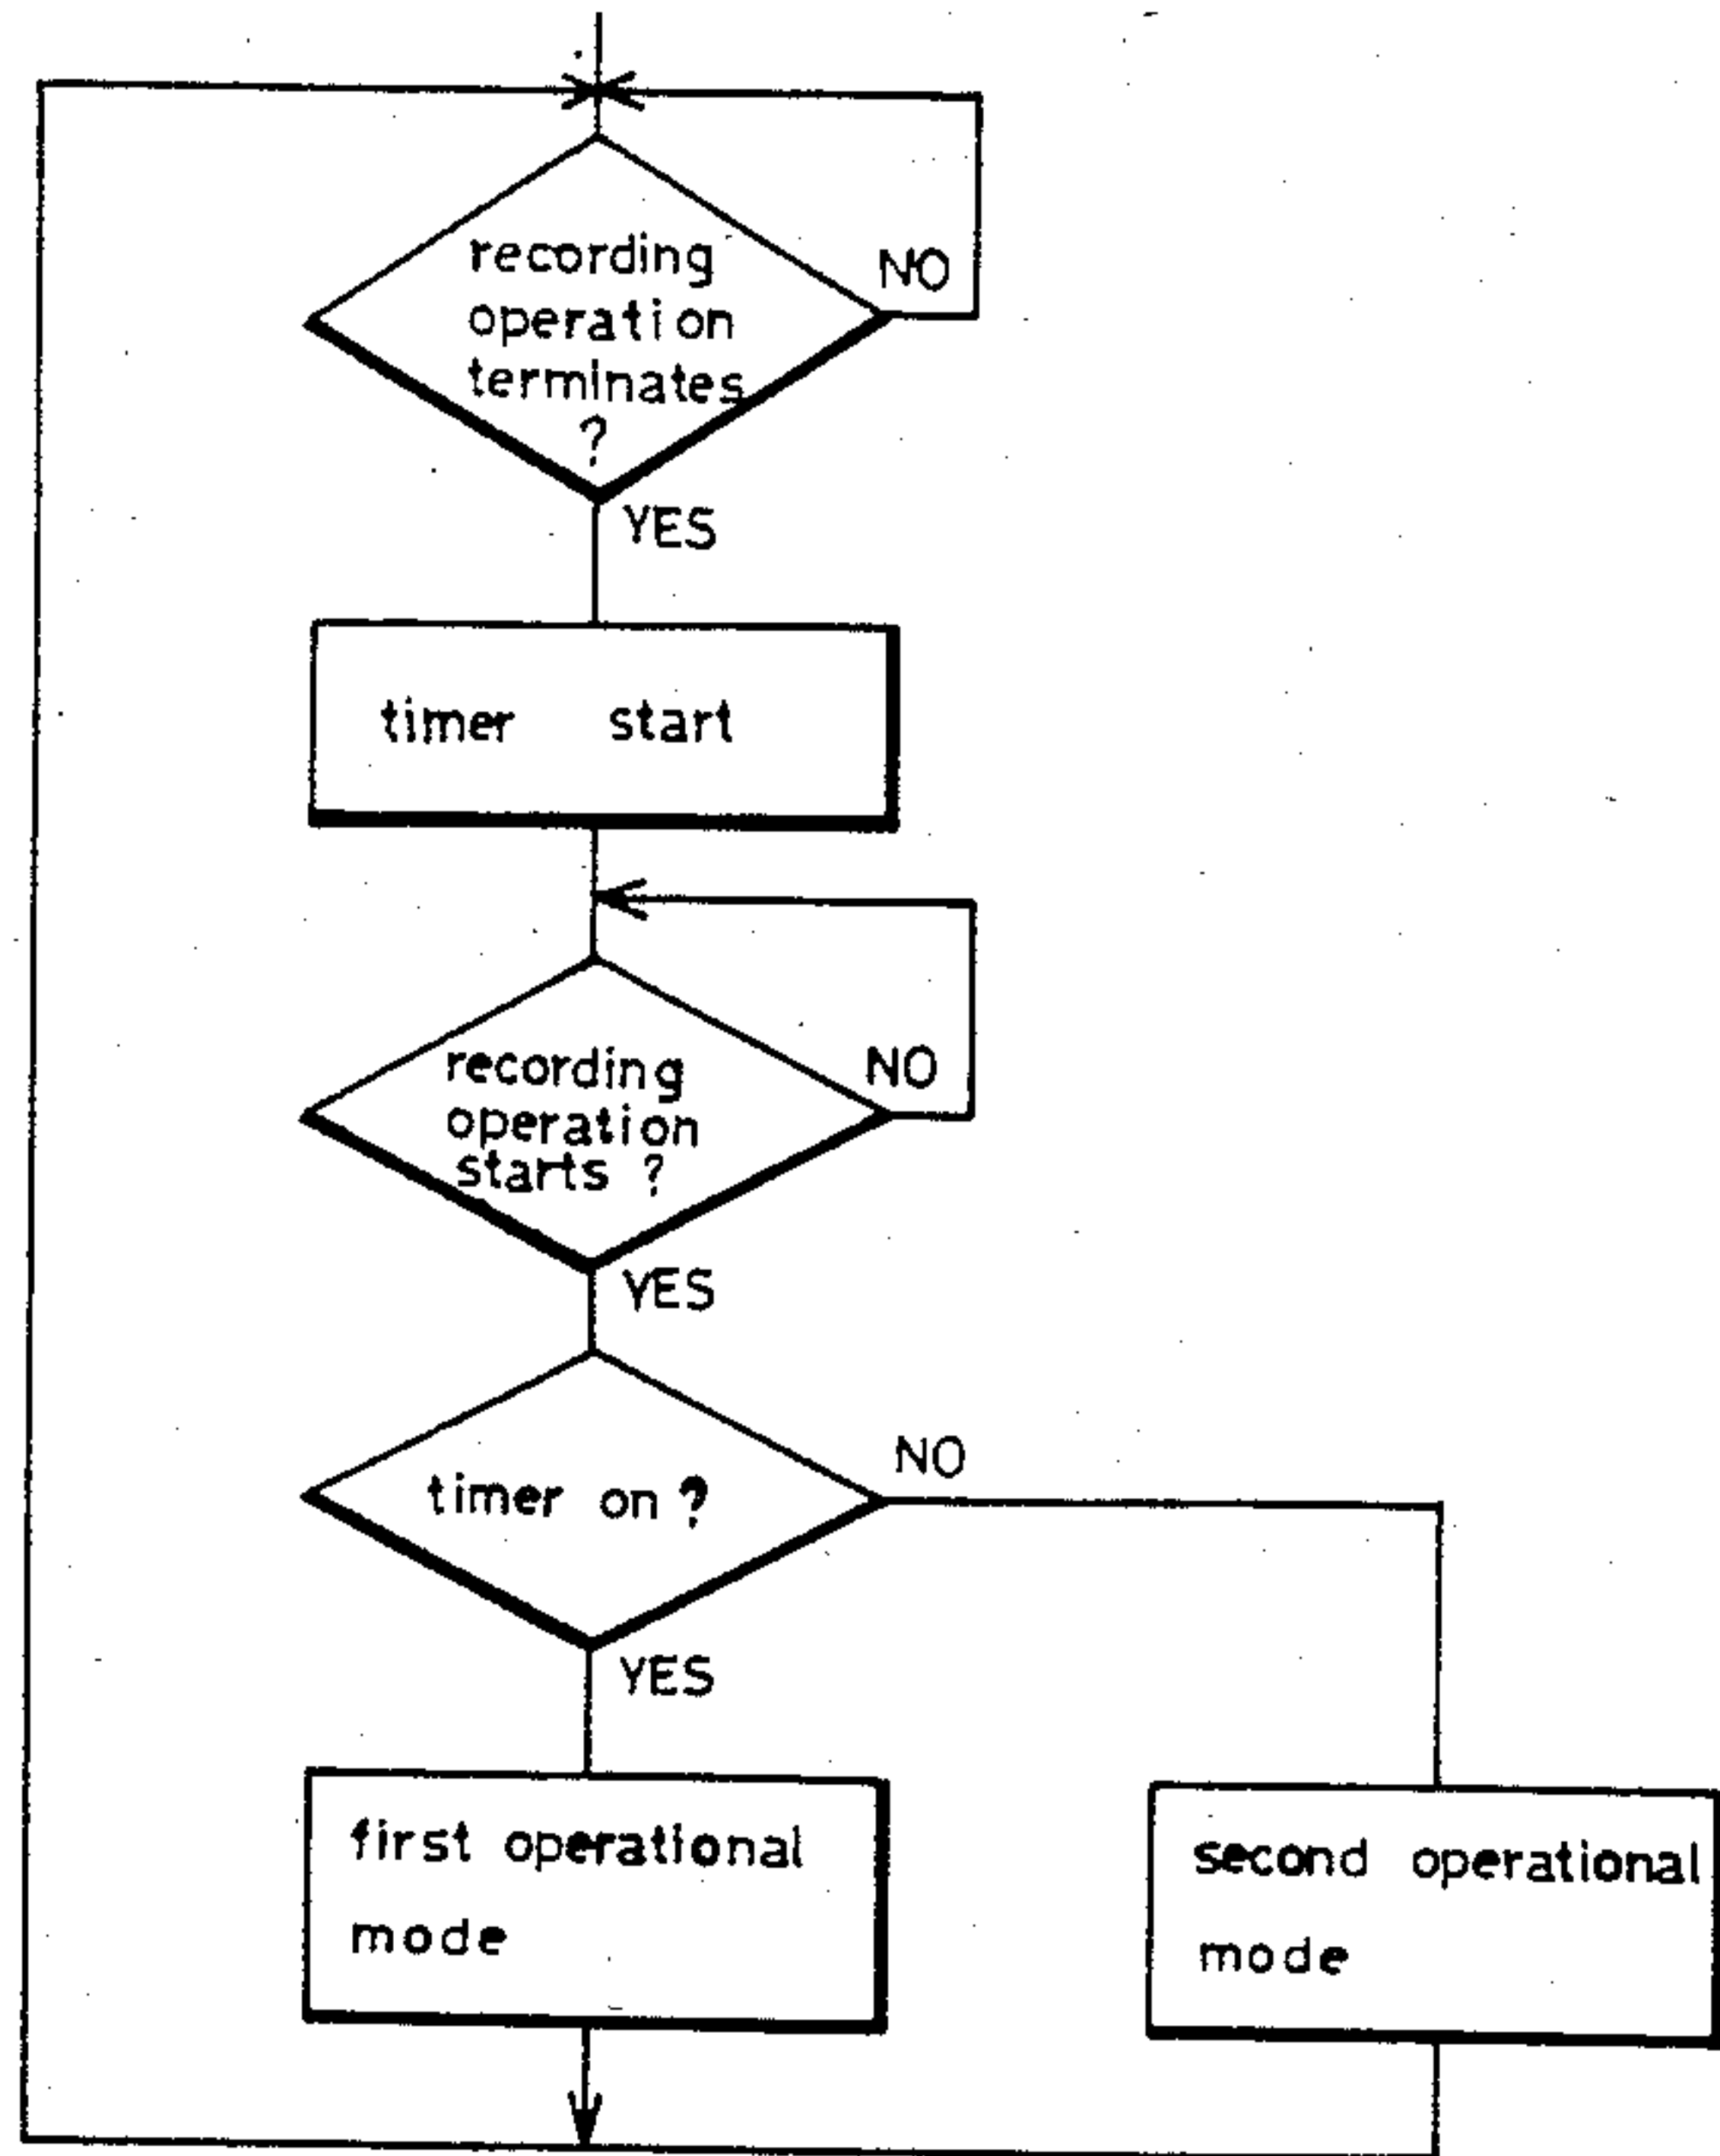 recording
operation
terminates
?
NO
YES
timer start
recording
operation
starts ?
NO
YES
timer on ?
NO
YES
first operational
mode
second operational
mode